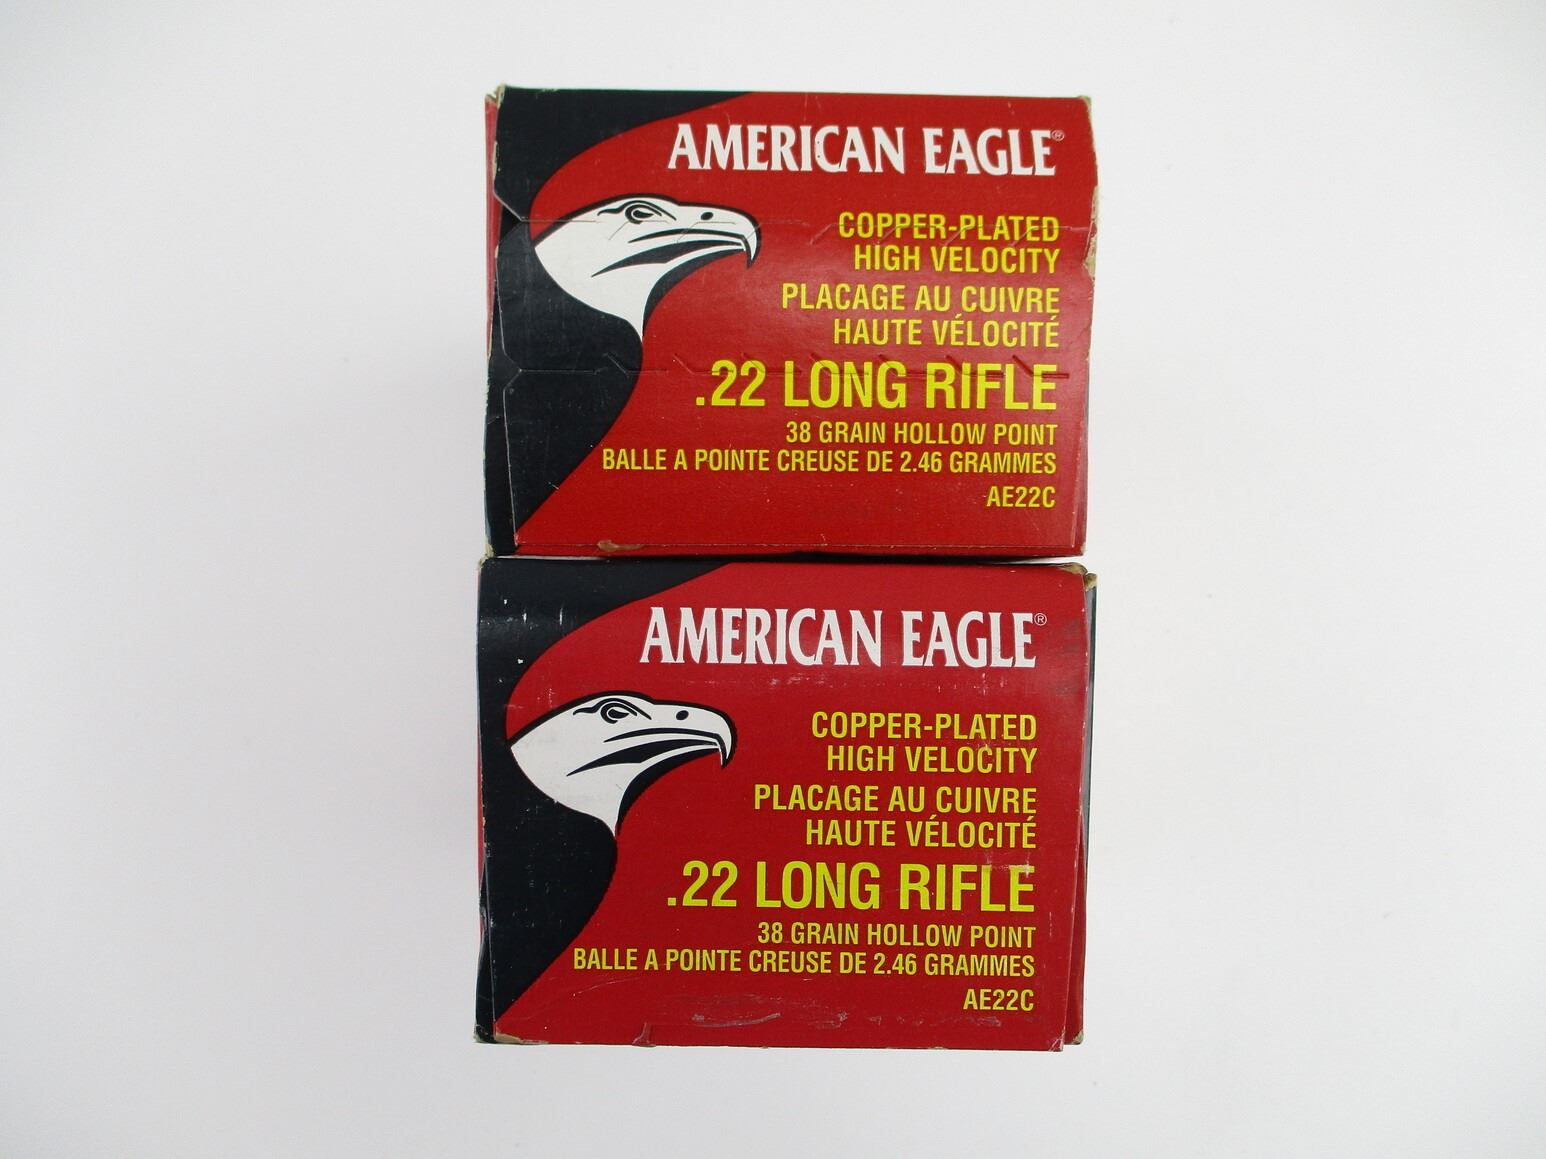 AMERICAN EAGLE®
COPPER-PLATED
HIGH VELOCITY
PLACAGE AU CUIVRE
HAUTE VÉLOCITÉ
.22 LONG RIFLE
38 GRAIN HOLLOW POINT
BALLE A POINTE CREUSE DE 2.46 GRAMMES
AE22C
AMERICAN EAGLE®
COPPER-PLATED
HIGH VELOCITY
PLACAGE AU CUIVRE
HAUTE VÉLOCITÉ
.22 LONG RIFLE
38 GRAIN HOLLOW POINT
BALLE A POINTE CREUSE DE 2.46 GRAMMES
AE22C